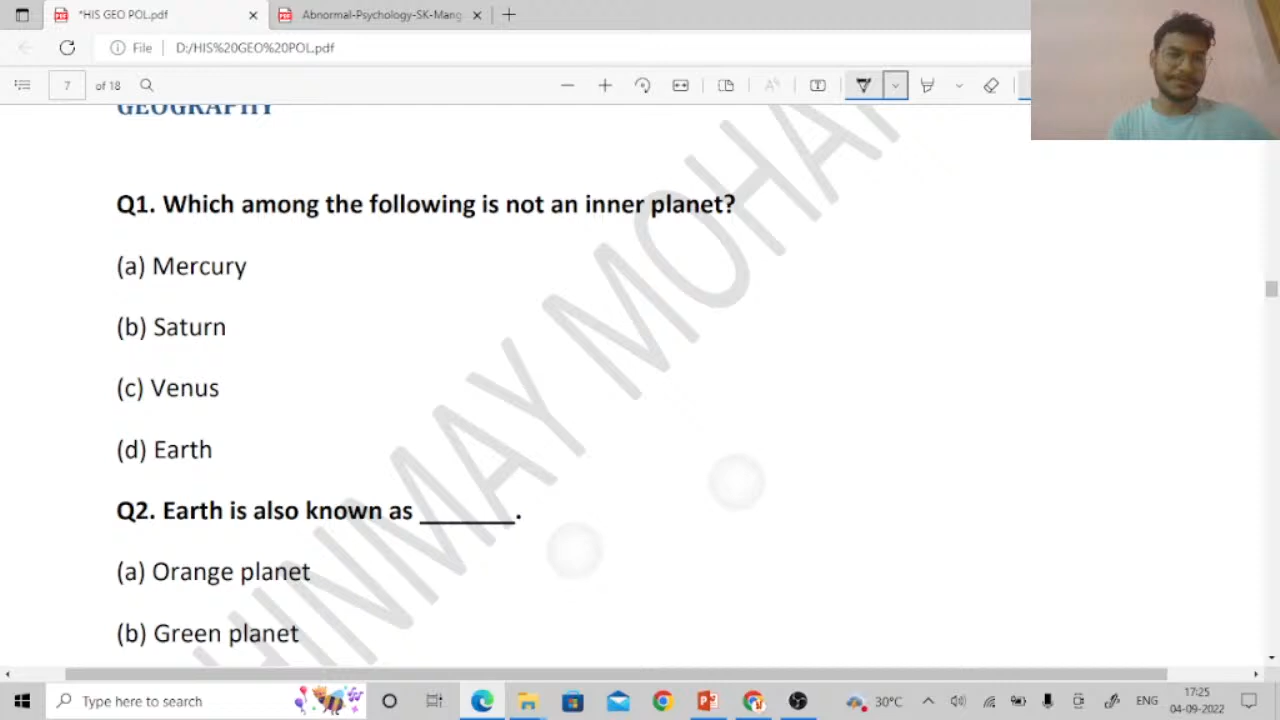 *HIS GEO POL.pdf
Abnormal-Psychology-SK-Mang
File
D:/HIS%20GEO%20POL.pdf
7 of 18
GEOGRAPHY
Q1. Which among the following is not an inner planet?
(a) Mercury
(b) Saturn
(c) Venus
(d) Earth
Q2. Earth is also known as _______.
(a) Orange planet
(b) Green planet
HINMAY MOHAN
Type here to search
30°C
ENG
17:25
04-09-2022